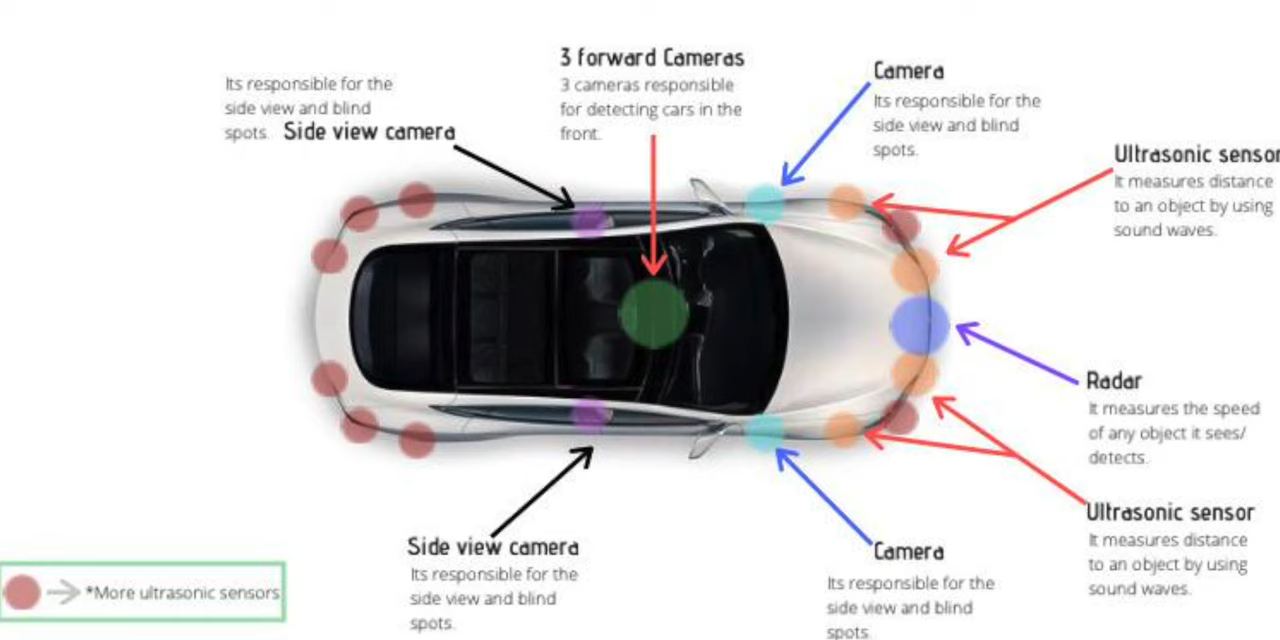 Its responsible for the
side view and blind
spots. Side view camera
3 forward Cameras
3 cameras responsible
for detecting cars in the
front.
Camera
Its responsible for the
side view and blind
spots.
Ultrasonic sensor
It measures distance
to an object by using
sound waves.
Radar
It measures the speed
of any object it sees/
detects.
Ultrasonic sensor
It measures distance
to an object by using
sound waves.
Side view camera
Its responsible for the
side view and blind
spots.
Camera
Its responsible for the
side view and blind
spots.
*More ultrasonic sensors